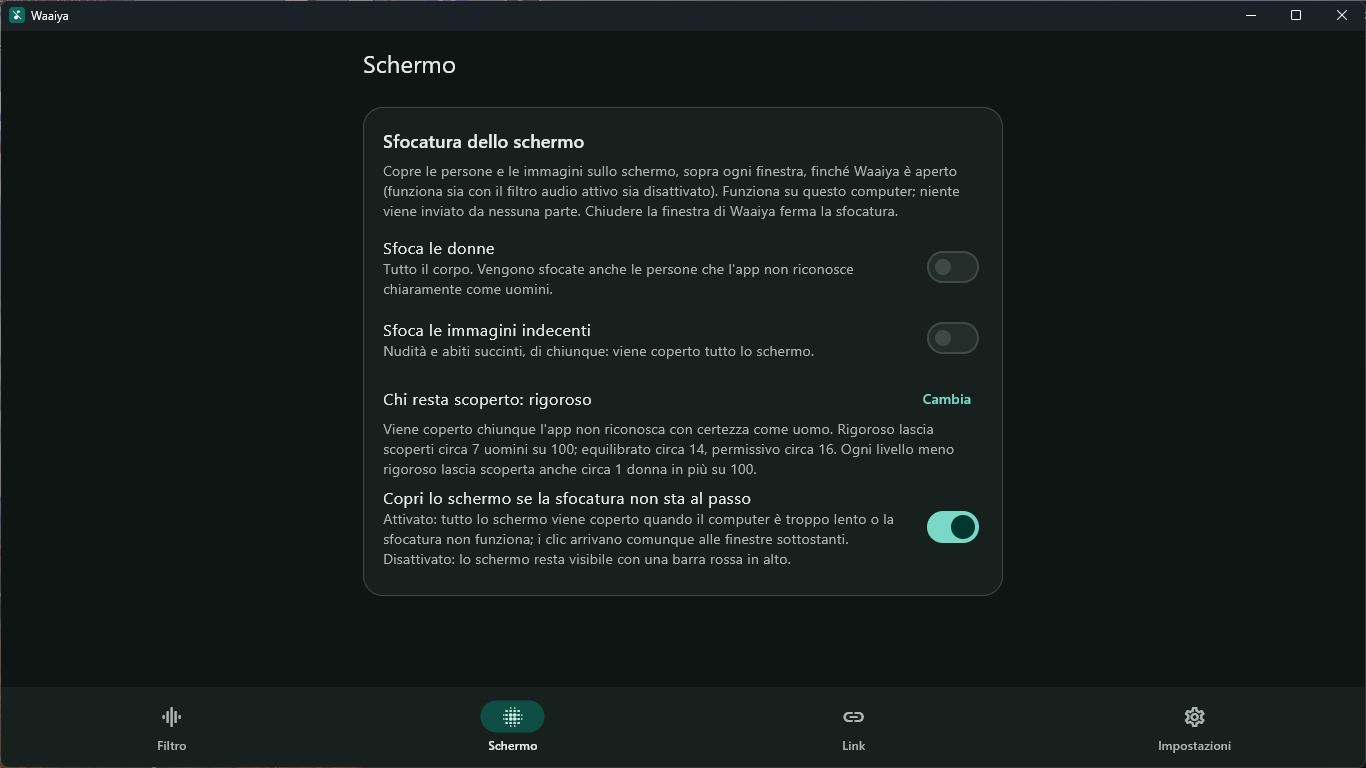 Waaiya
Schermo
Sfocatura dello schermo
Copre le persone e le immagini sullo schermo, sopra ogni finestra, finché Waaiya è aperto
(funziona sia con il filtro audio attivo sia disattivato). Funziona su questo computer; niente
viene inviato da nessuna parte. Chiudere la finestra di Waaiya ferma la sfocatura.
Sfoca le donne
Tutto il corpo. Vengono sfocate anche le persone che l'app non riconosce
chiaramente come uomini.
Sfoca le immagini indecenti
Nudità e abiti succinti, di chiunque: viene coperto tutto lo schermo.
Chi resta scoperto: rigoroso
Cambia
Viene coperto chiunque l'app non riconosca con certezza come uomo. Rigoroso lascia
scoperti circa 7 uomini su 100; equilibrato circa 14, permissivo circa 16. Ogni livello meno
rigoroso lascia scoperta anche circa 1 donna in più su 100.
Copri lo schermo se la sfocatura non sta al passo
Attivato: tutto lo schermo viene coperto quando il computer è troppo lento o la
sfocatura non funziona; i clic arrivano comunque alle finestre sottostanti.
Disattivato: lo schermo resta visibile con una barra rossa in alto.
Filtro
Schermo
Link
Impostazioni